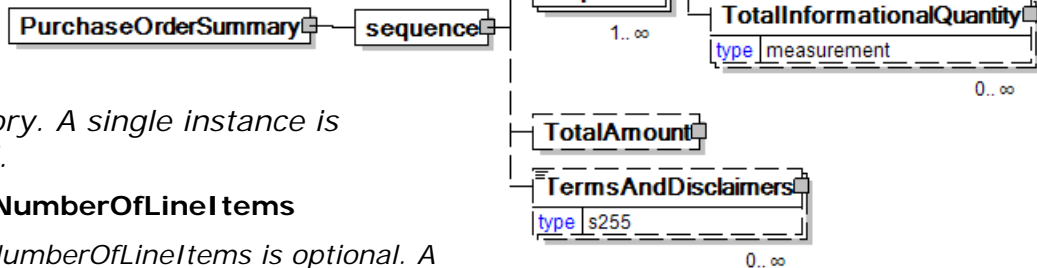 TotalInformationalQuantity
PurchaseOrderSummary
sequence
1.. ∞
type measurement
0.. ∞
ory. A single instance is
TotalAmount
.
TermsAndDisclaimers
NumberOfLineItems
type s255
NumberOfLineItems is optional. A
0.. ∞